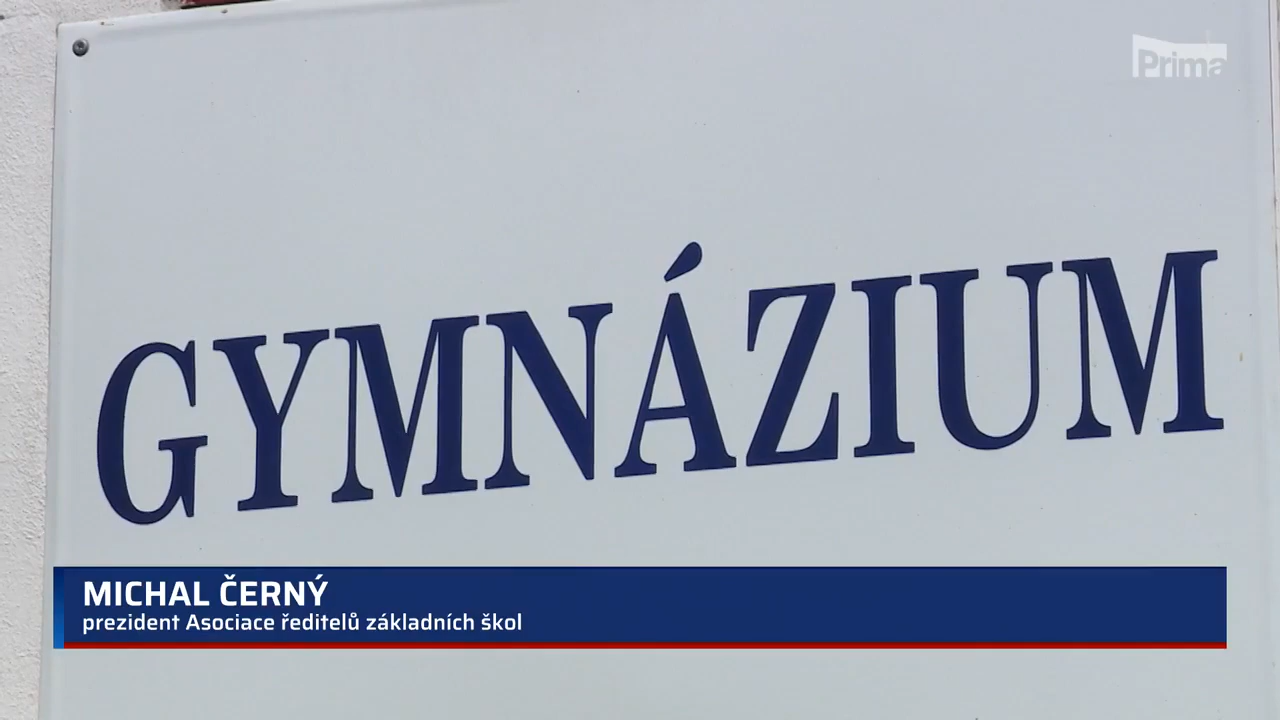 Prima
GYMNÁZIUM
MICHAL ČERNÝ
prezident Asociace ředitelů základních škol